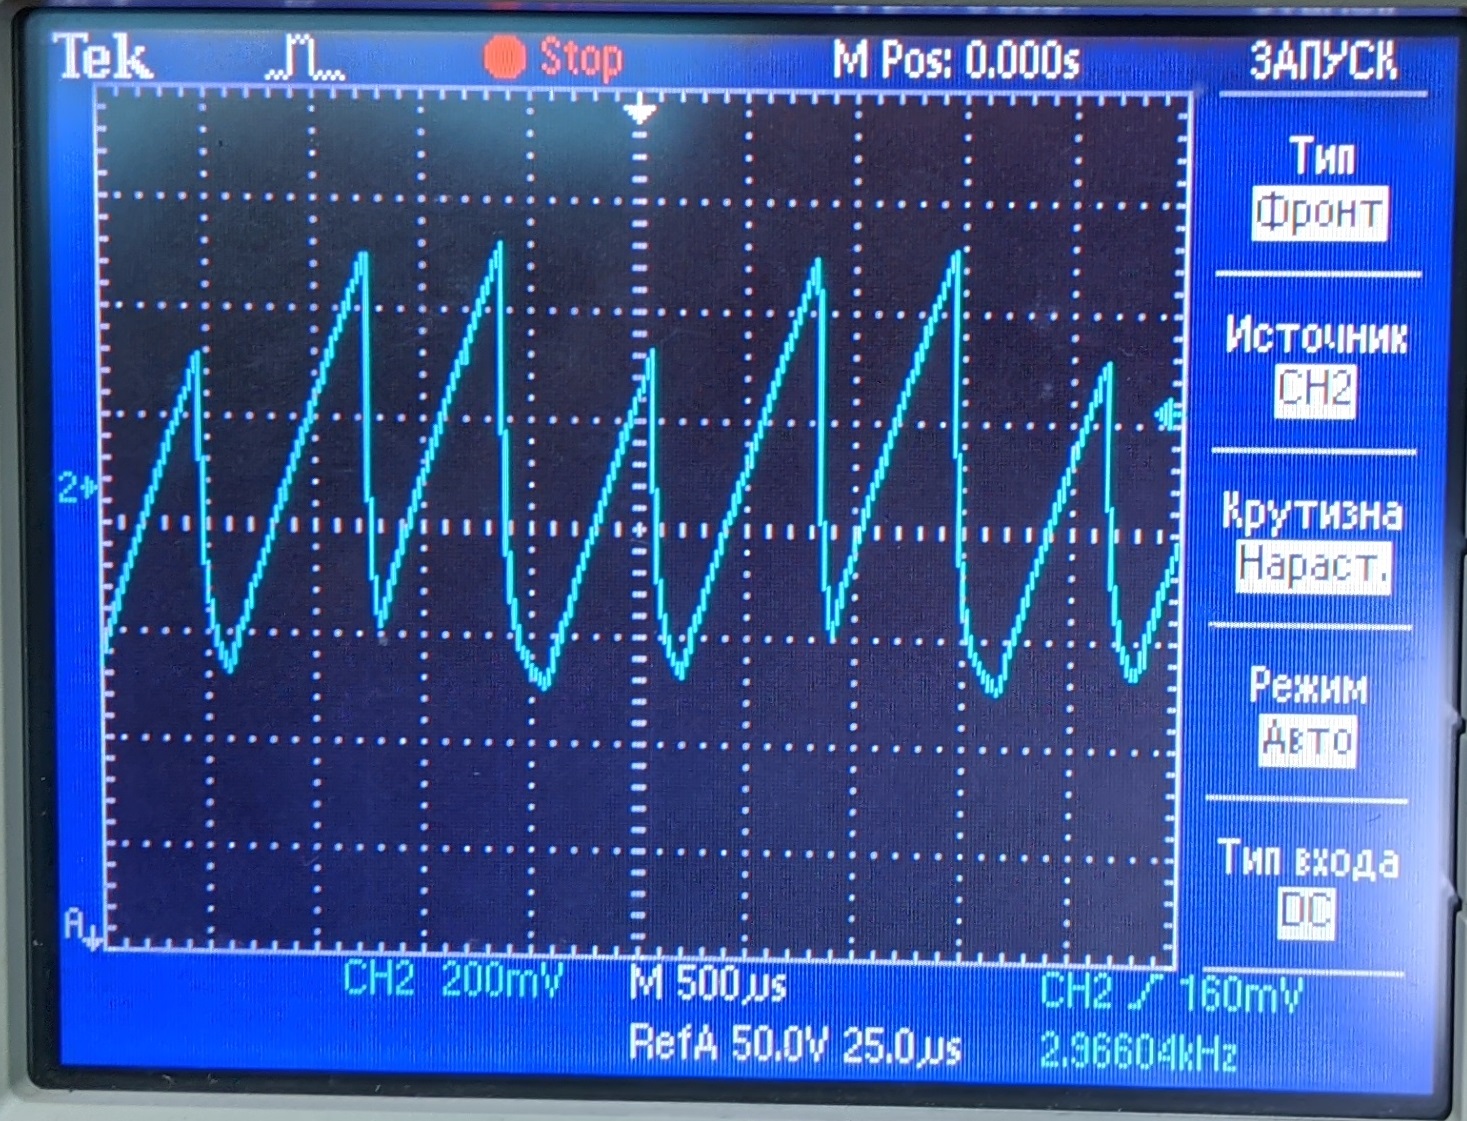 Tek Stop M Pos: 0.000s ЗАПУСК
Тип
Фронт
Источник
CH2
2
Крутизна
Нараст.
Режим
Авто
Тип входа
DC
A
CH2 200mV M 500µs CH2 160mV
RefA 50.0V 25.0µs 2.96604kHz